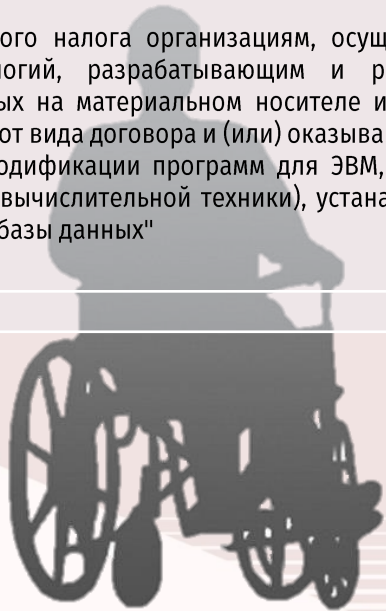 ого налога организациям, осущ
логий, разрабатывающим и р
ых на материальном носителе и
от вида договора и (или) оказыва
одификации программ для ЭВМ,
вычислительной техники), устана
базы данных"